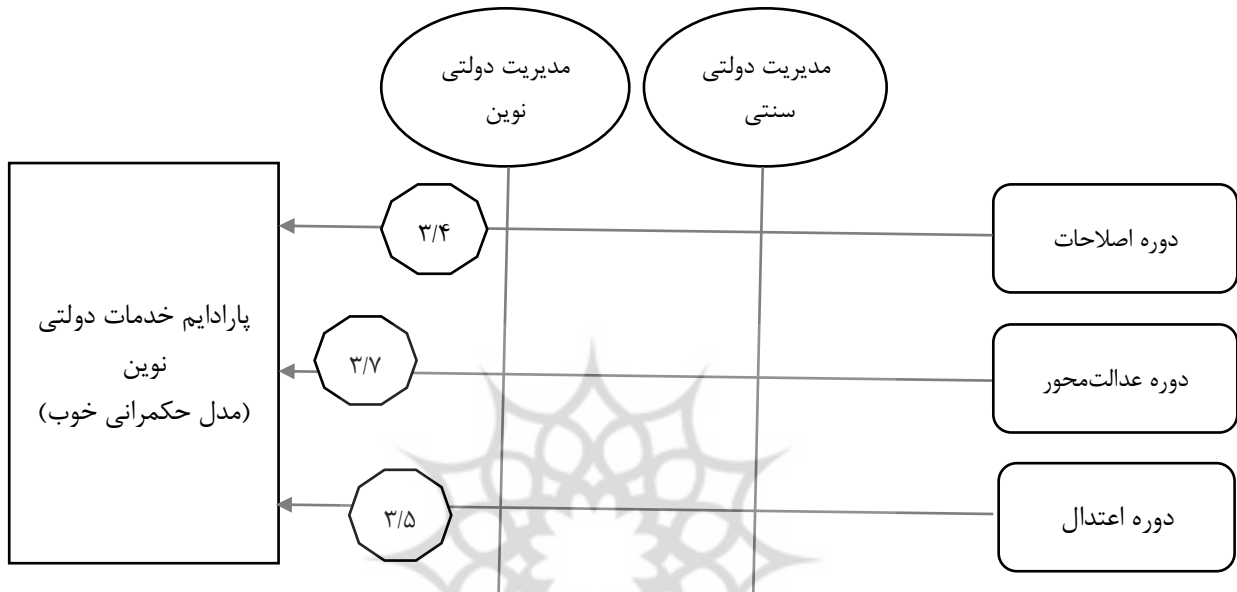 مدیریت دولتی
سنتی
مدیریت دولتی
نوین
دوره اصلاحات
۳/۴
دوره عدالت‌محور
۳/۷
دوره اعتدال
۳/۵
پارادایم خدمات دولتی
نوین
(مدل حکمرانی خوب)